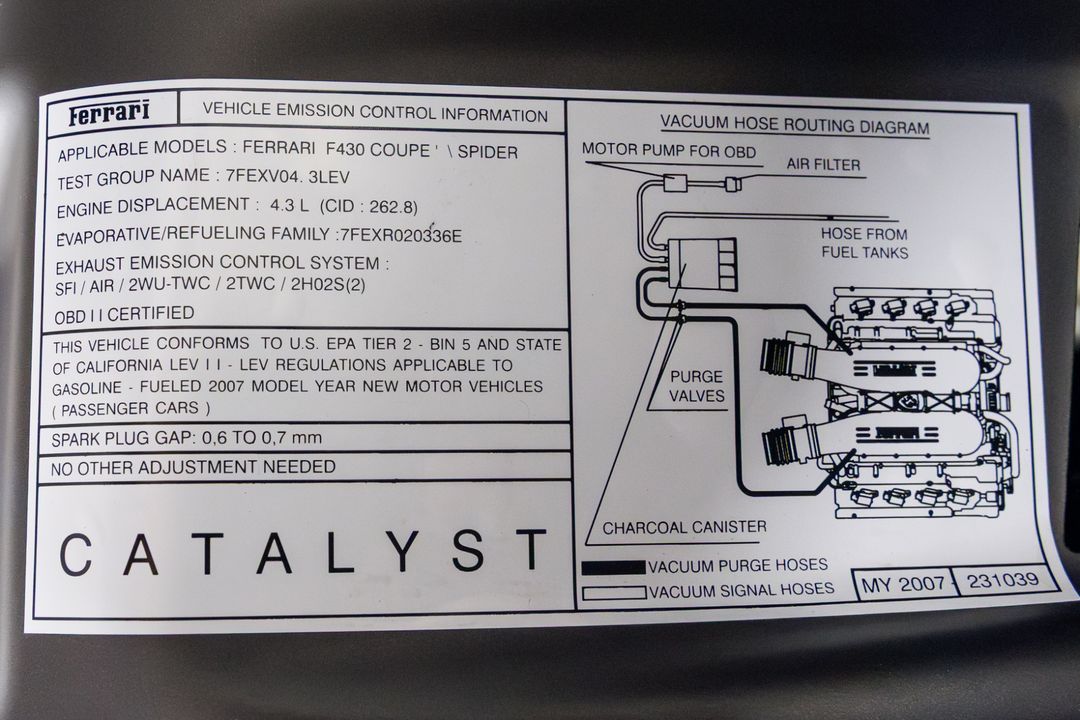 Ferrari
VEHICLE EMISSION CONTROL INFORMATION
APPLICABLE MODELS : FERRARI F430 COUPE ' \ SPIDER
TEST GROUP NAME : 7FEXV04. 3LEV
ENGINE DISPLACEMENT : 4.3 L (CID : 262.8)
EVAPORATIVE/REFUELING FAMILY :7FEXR020336E
EXHAUST EMISSION CONTROL SYSTEM :
SFI / AIR / 2WU-TWC / 2TWC / 2H02S(2)
OBD I I CERTIFIED
THIS VEHICLE CONFORMS TO U.S. EPA TIER 2 - BIN 5 AND STATE
OF CALIFORNIA LEV I I - LEV REGULATIONS APPLICABLE TO
GASOLINE - FUELED 2007 MODEL YEAR NEW MOTOR VEHICLES
( PASSENGER CARS )
SPARK PLUG GAP: 0,6 TO 0,7 mm
NO OTHER ADJUSTMENT NEEDED
CATALYST
VACUUM HOSE ROUTING DIAGRAM
MOTOR PUMP FOR OBD
AIR FILTER
HOSE FROM
FUEL TANKS
PURGE
VALVES
CHARCOAL CANISTER
VACUUM PURGE HOSES
VACUUM SIGNAL HOSES
MY 2007 - 231039